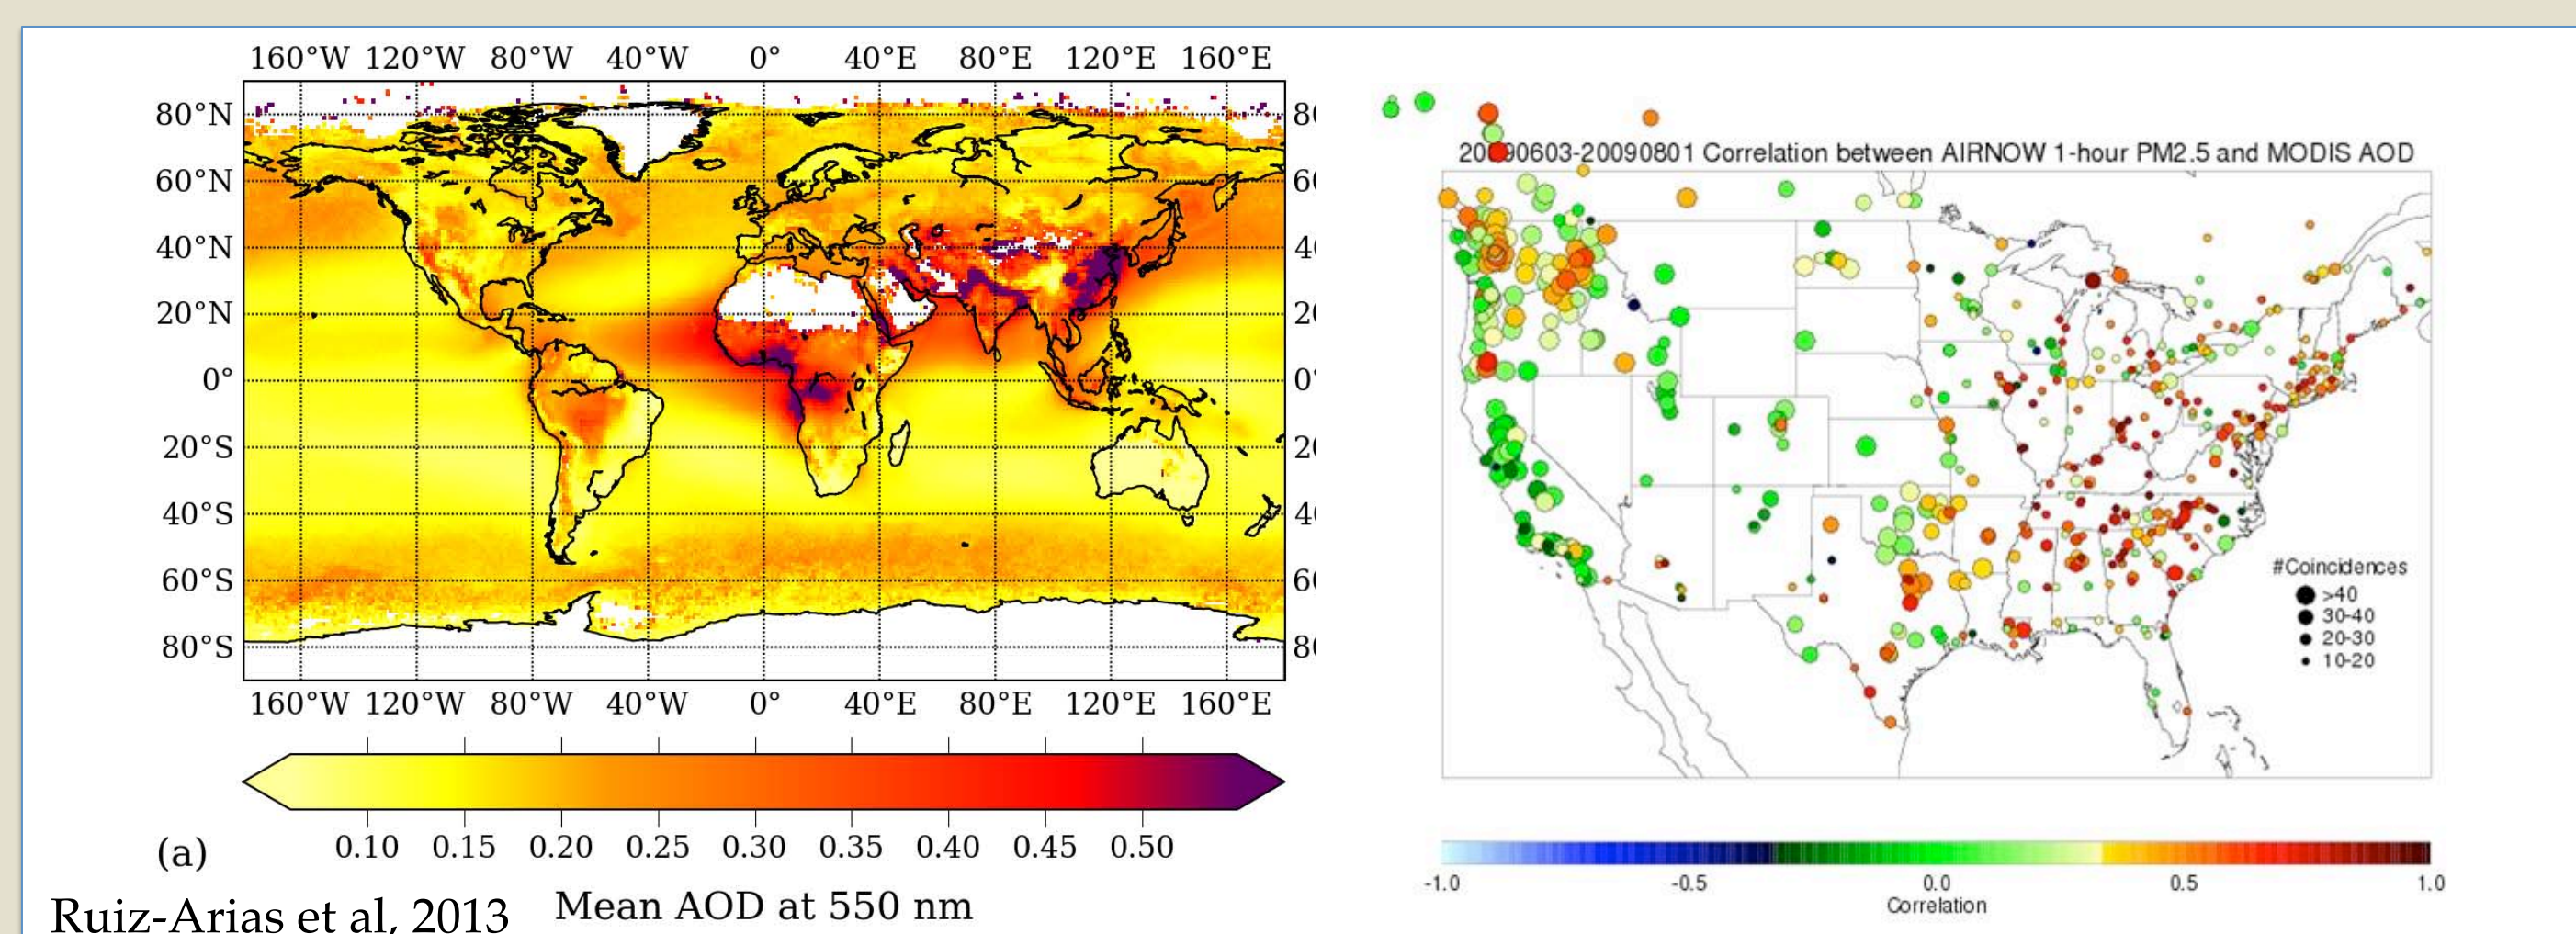 160°W 120°W 80°W 40°W 0° 40°E 80°E 120°E 160°E
80°N
60°N
40°N
20°N
0°
20°S
40°S
60°S
80°S
160°W 120°W 80°W 40°W 0° 40°E 80°E 120°E 160°E
0.10 0.15 0.20 0.25 0.30 0.35 0.40 0.45 0.50
(a)
Mean AOD at 550 nm
Ruiz-Arias et al, 2013
20090603-20090801 Correlation between AIRNOW 1-hour PM2.5 and MODIS AOD
#Coincidences
>40
30-40
20-30
10-20
-1.0 -0.5 0.0 0.5 1.0
Correlation